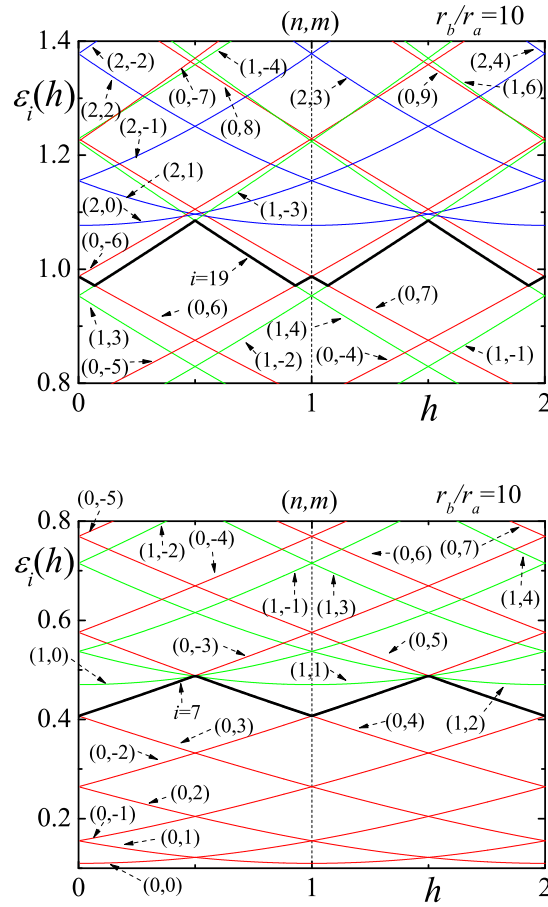 (n,m) r_b/r_a=10
1.4
ε_i(h)
(2,-2) (1,-4) (2,4)
(2,2) (0,-7) (0,8) (2,3) (0,9) (1,6)
(2,-1)
1.2
(2,1)
(2,0) (1,-3)
(0,-6)
1.0
i=19
(0,6) (0,7)
(1,3) (1,4)
(0,-5) (1,-2) (0,-4) (1,-1)
0.8
0 1 h 2
(n,m) r_b/r_a=10
(0,-5)
0.8
ε_i(h)
(1,-2) (0,-4) (0,6) (0,7)
(1,-1) (1,3) (1,4)
0.6
(1,0) (0,-3) (1,1) (0,5)
i=7
0.4
(0,3) (0,4) (1,2)
(0,-2)
(0,2)
0.2
(0,-1)
(0,1)
(0,0)
0 1 h 2